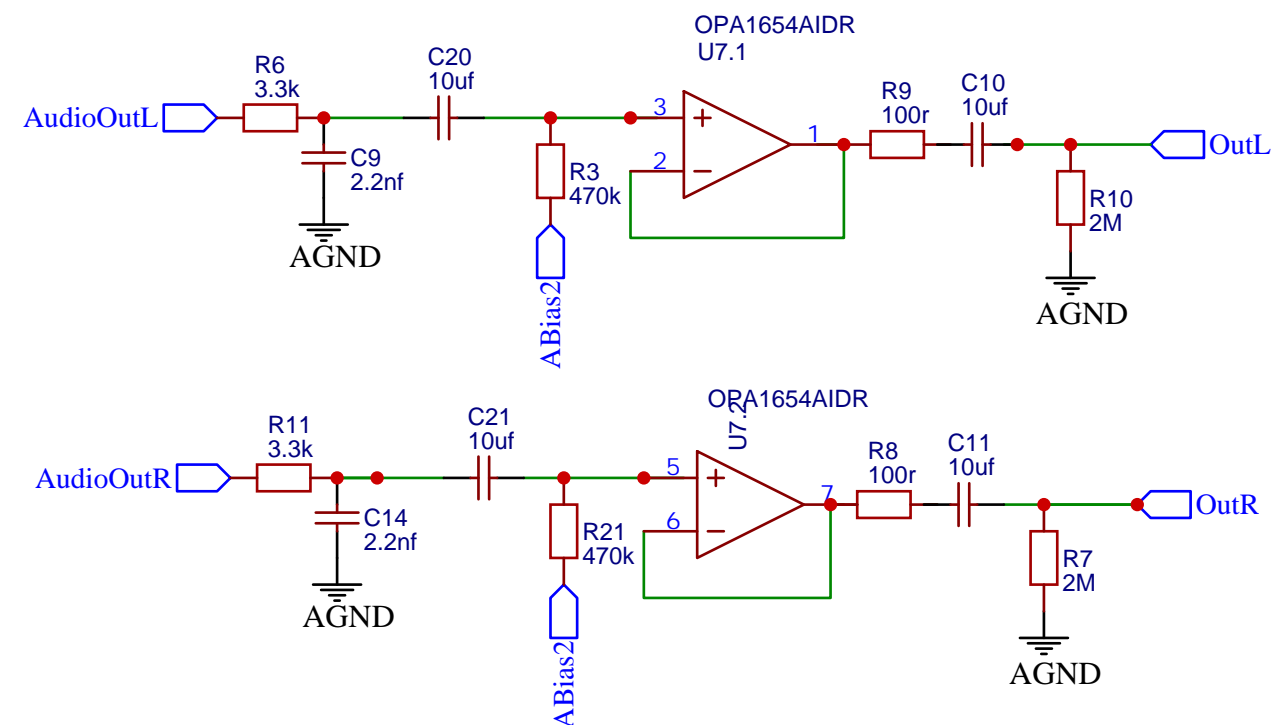 OPA1654AIDR
U7.1
R6
3.3k
C20
10uf
AudioOutL
C9
2.2nf
AGND
R3
470k
ABias2
3
2
1
R9
100r
C10
10uf
OutL
R10
2M
AGND
OPA1654AIDR
U7.2
R11
3.3k
C21
10uf
AudioOutR
C14
2.2nf
AGND
R21
470k
ABias2
5
6
7
R8
100r
C11
10uf
OutR
R7
2M
AGND